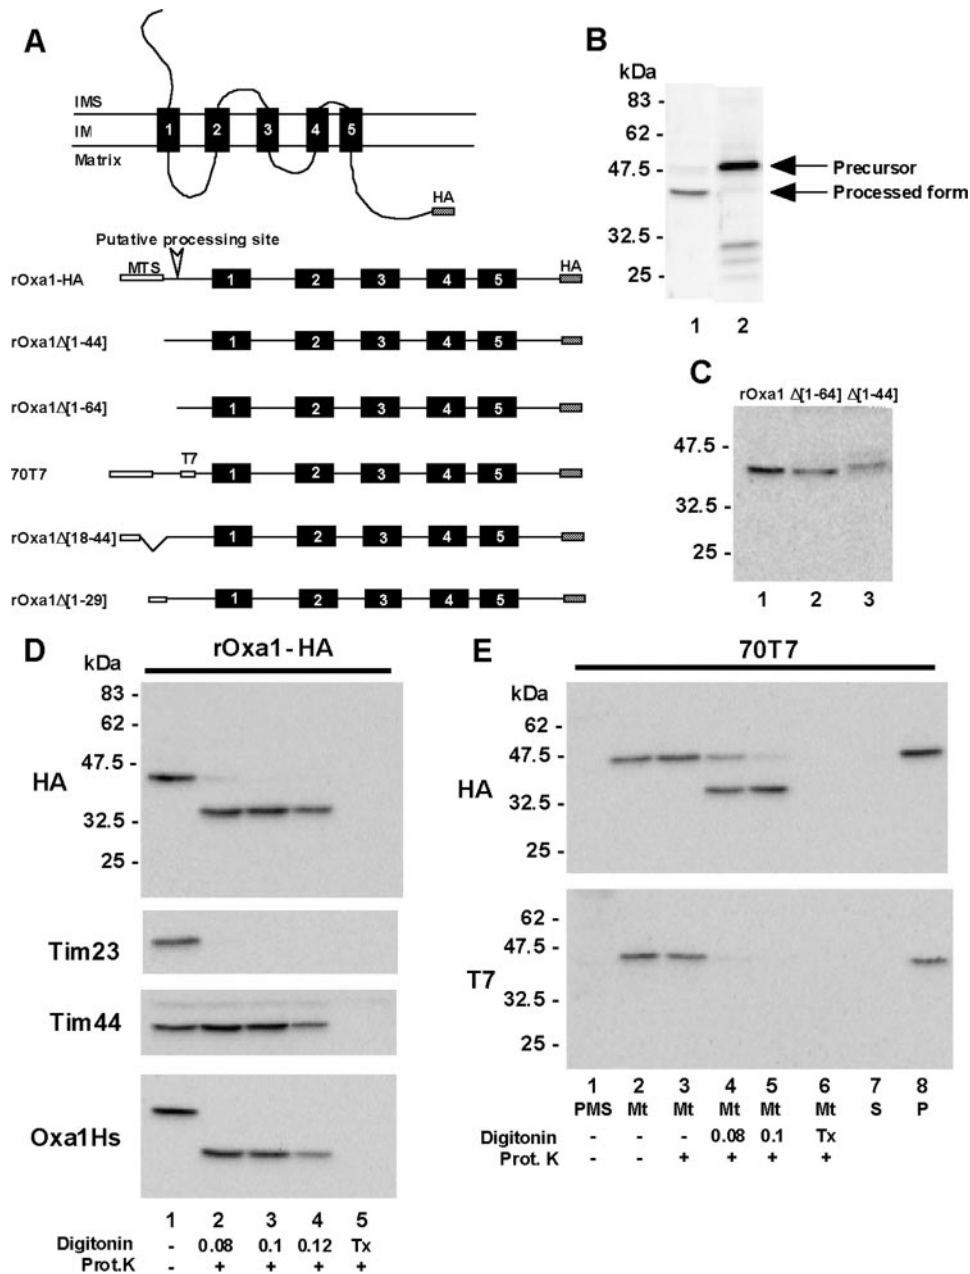 A
IMS
IM
Matrix
1 2 3 4 5
HA
Putative processing site
MTS
HA
rOxa1-HA 1 2 3 4 5
rOxa1Δ[1-44] 1 2 3 4 5
rOxa1Δ[1-64] 1 2 3 4 5
T7
70T7 1 2 3 4 5
rOxa1Δ[18-44] 1 2 3 4 5
rOxa1Δ[1-29] 1 2 3 4 5
B
kDa
83 -
62 -
47.5 -
32.5 -
25 -
Precursor
Processed form
1 2
C
rOxa1 Δ[1-64] Δ[1-44]
47.5 -
32.5 -
25 -
1 2 3
D
rOxa1-HA
kDa
83 -
62 -
47.5 -
HA
32.5 -
25 -
Tim23
Tim44
Oxa1Hs
1 2 3 4 5
Digitonin - 0.08 0.1 0.12 Tx
Prot.K - + + + +
E
70T7
kDa
62 -
47.5 -
HA
32.5 -
25 -
62 -
47.5 -
T7
32.5 -
25 -
1 2 3 4 5 6 7 8
PMS Mt Mt Mt Mt Mt S P
Digitonin - - - 0.08 0.1 Tx
Prot. K - - + + + +